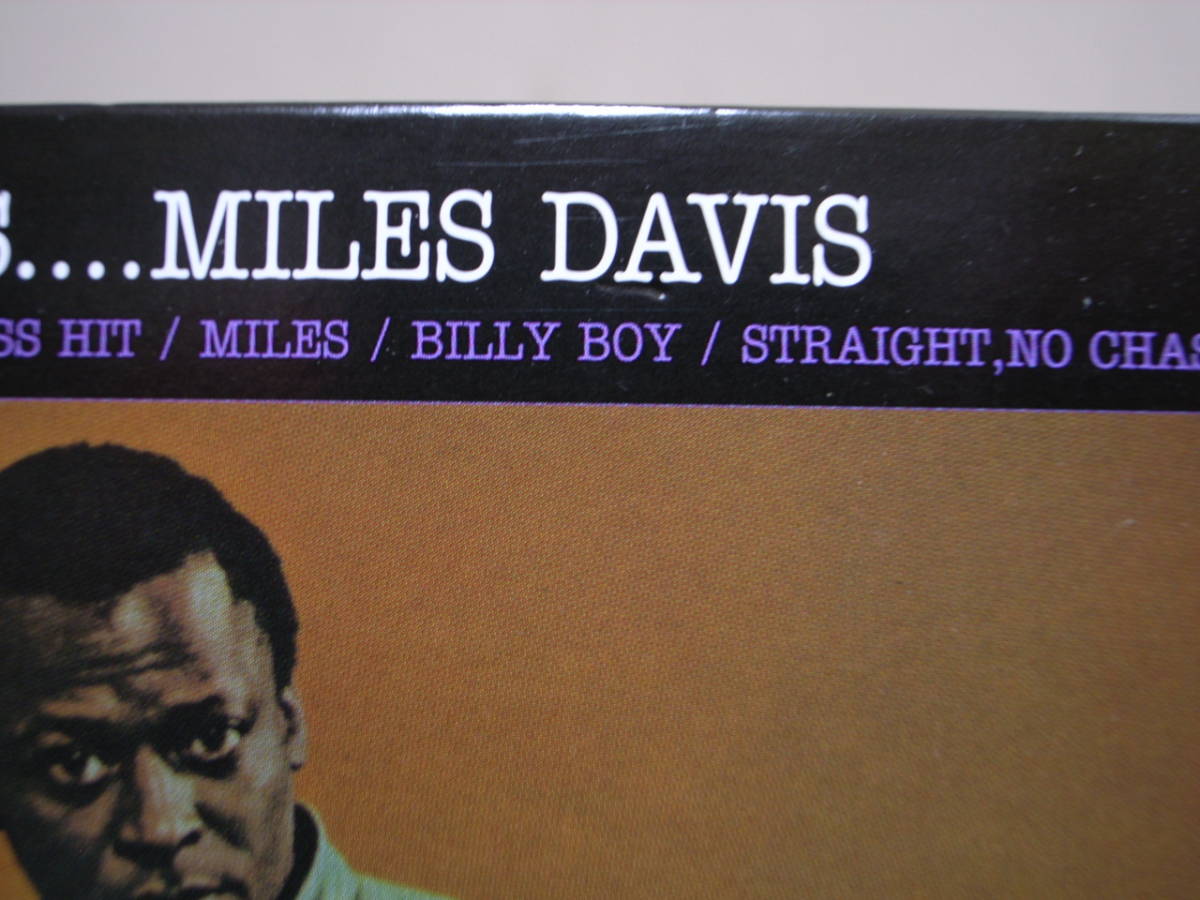 S....MILES DAVIS
SS HIT / MILES / BILLY BOY / STRAIGHT,NO CHAS